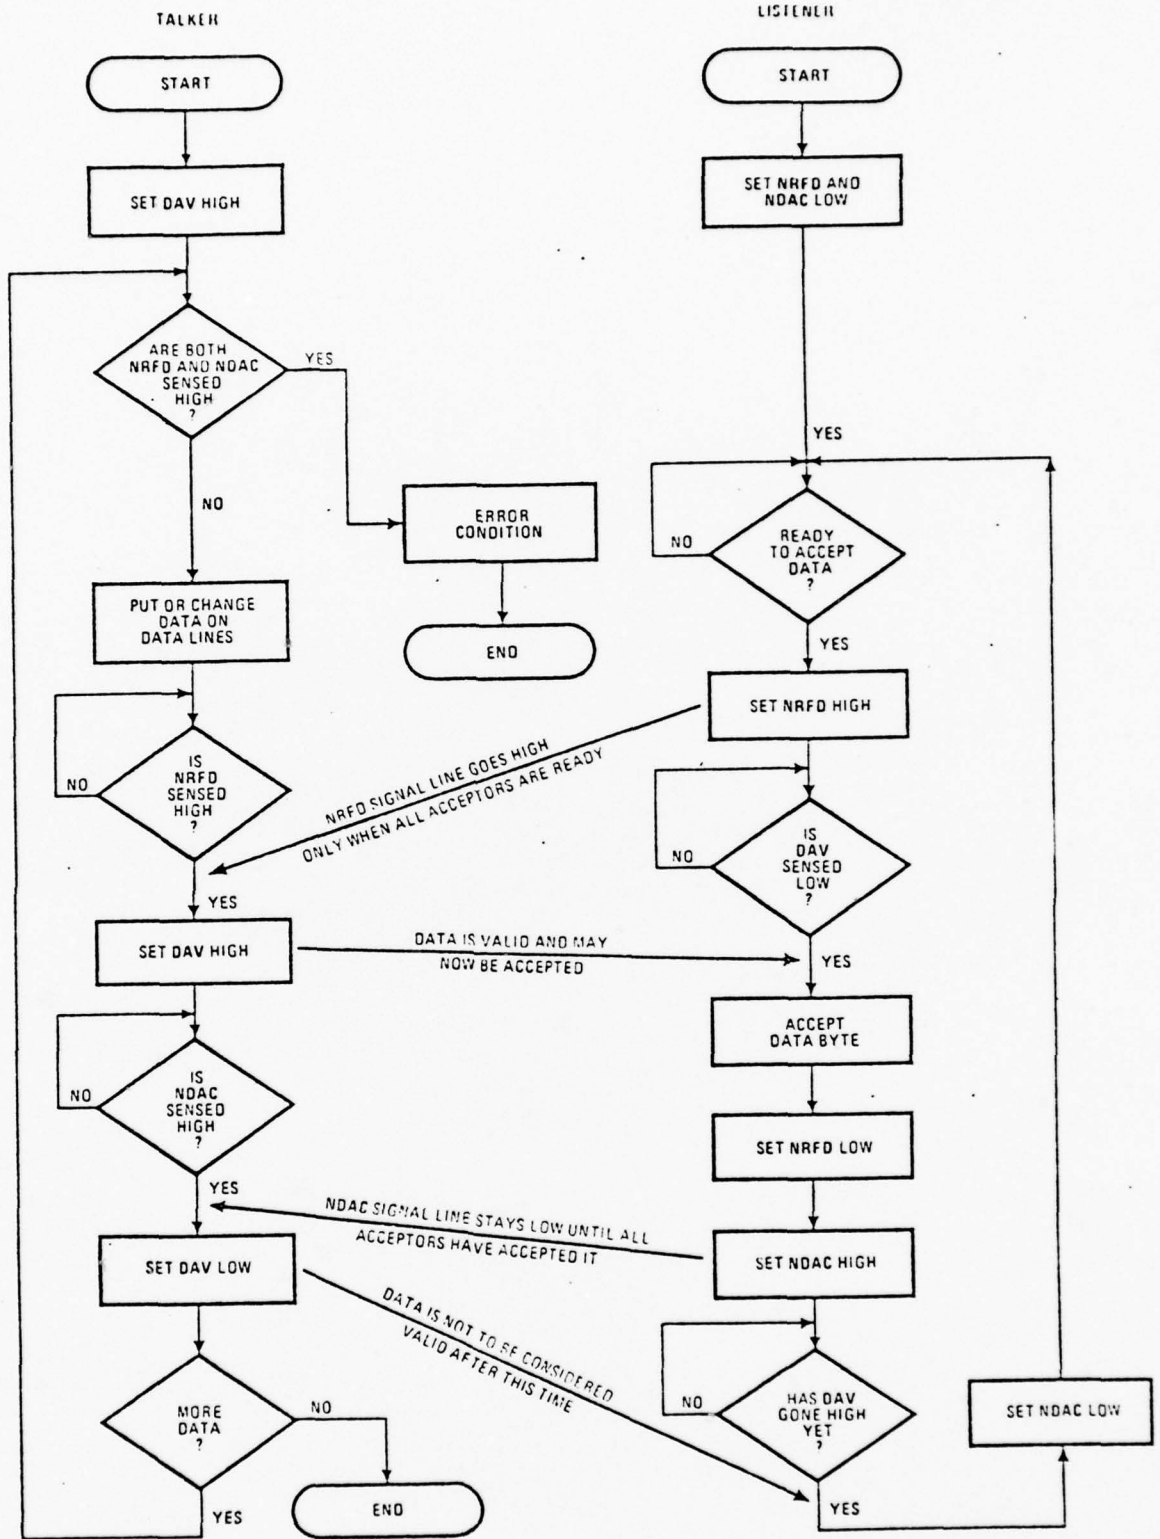 TALKER
START
SET DAV HIGH
ARE BOTH
NRFD AND NDAC
SENSED
HIGH
?
YES
NO
ERROR
CONDITION
END
PUT OR CHANGE
DATA ON
DATA LINES
IS
NRFD
SENSED
HIGH
?
NO
YES
SET DAV HIGH
IS
NDAC
SENSED
HIGH
?
NO
YES
SET DAV LOW
MORE
DATA
?
NO
END
YES
NRFD SIGNAL LINE GOES HIGH
ONLY WHEN ALL ACCEPTORS ARE READY
DATA IS VALID AND MAY
NOW BE ACCEPTED
NDAC SIGNAL LINE STAYS LOW UNTIL ALL
ACCEPTORS HAVE ACCEPTED IT
DATA IS NOT TO BE CONSIDERED
VALID AFTER THIS TIME
LISTENER
START
SET NRFD AND
NDAC LOW
YES
READY
TO ACCEPT
DATA
?
NO
YES
SET NRFD HIGH
IS
DAV
SENSED
LOW
?
NO
YES
ACCEPT
DATA BYTE
SET NRFD LOW
SET NDAC HIGH
HAS DAV
GONE HIGH
YET
?
NO
YES
SET NDAC LOW